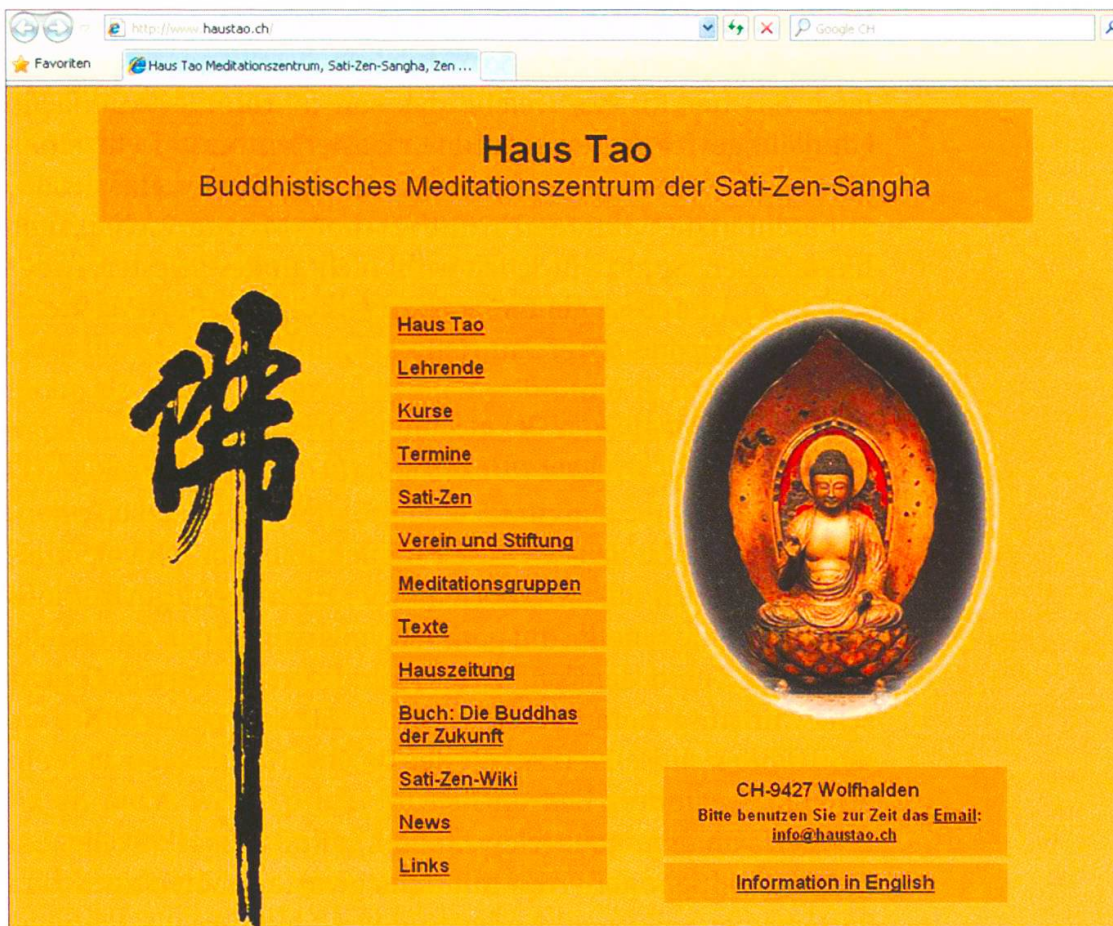 http://www.haustao.ch/
Google CH
Favoriten
Haus Tao Meditationszentrum, Sati-Zen-Sangha, Zen ...
Haus Tao
Buddhistisches Meditationszentrum der Sati-Zen-Sangha
佛
Haus Tao
Lehrende
Kurse
Termine
Sati-Zen
Verein und Stiftung
Meditationsgruppen
Texte
Hauszeitung
Buch: Die Buddhas
der Zukunft
Sati-Zen-Wiki
News
Links
CH-9427 Wolfhalden
Bitte benutzen Sie zur Zeit das Email:
info@haustao.ch
Information in English